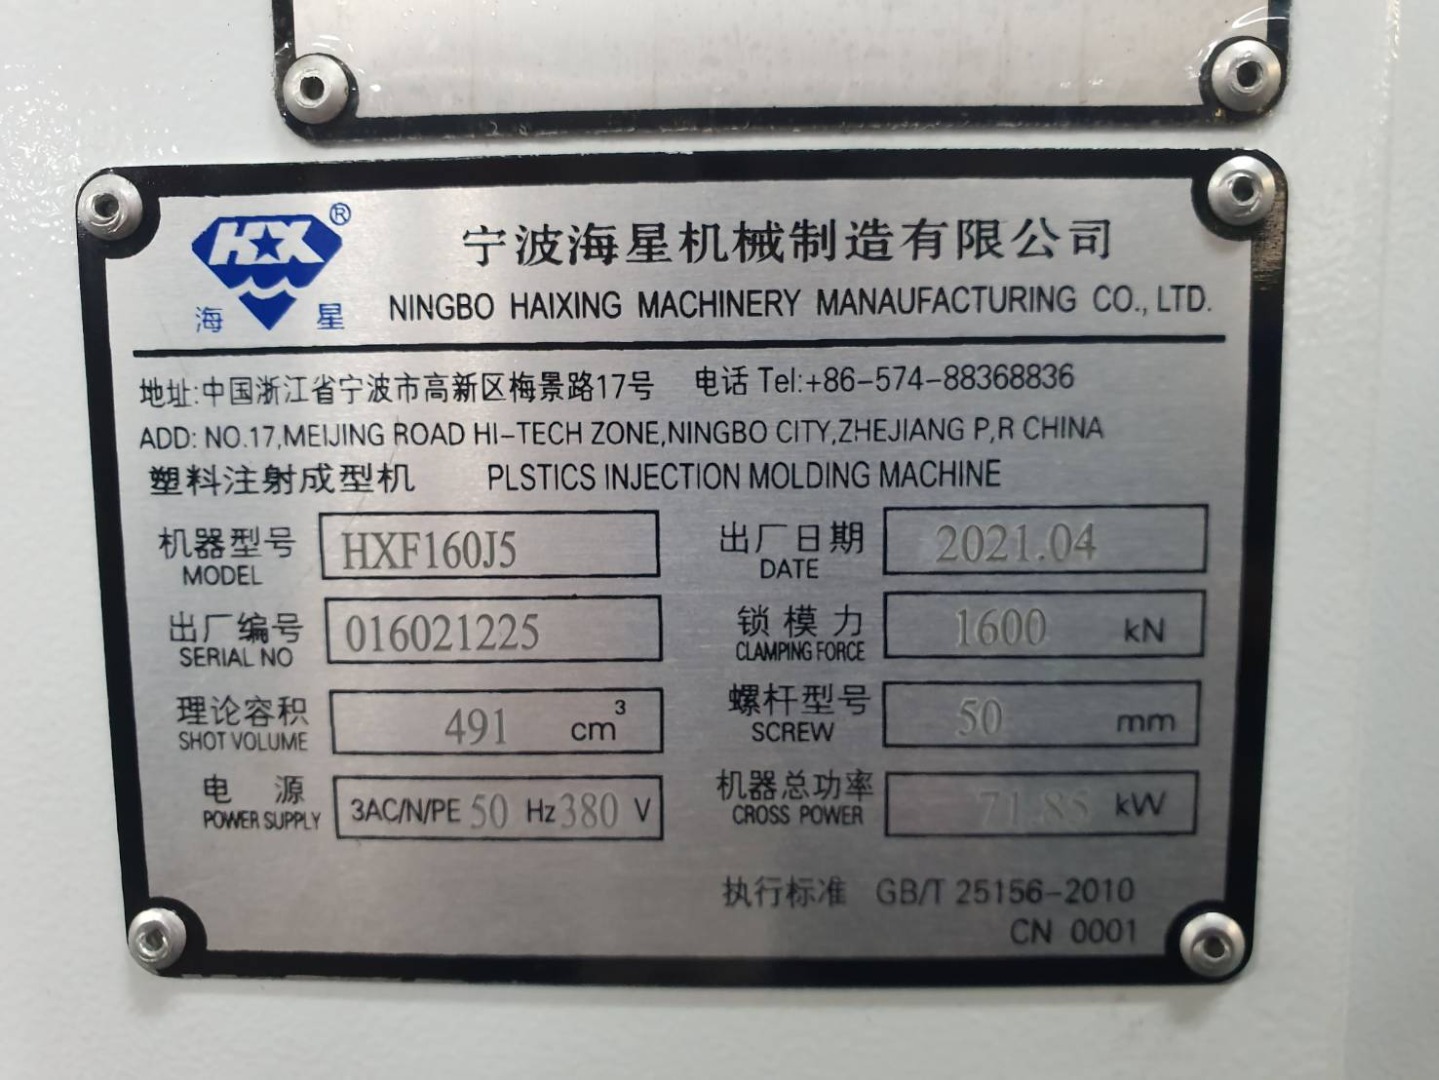 HX ®
海星
宁波海星机械制造有限公司
NINGBO HAIXING MACHINERY MANAUFACTURING CO., LTD.
地址:中国浙江省宁波市高新区梅景路17号 电话 Tel:+86-574-88368836
ADD: NO.17,MEIJING ROAD HI-TECH ZONE,NINGBO CITY,ZHEJIANG P,R CHINA
塑料注射成型机 PLSTICS INJECTION MOLDING MACHINE
机器型号 HXF160J5 出厂日期 2021.04
MODEL DATE
出厂编号 016021225 锁模力 1600 kN
SERIAL NO CLAMPING FORCE
理论容积 491 cm³ 螺杆型号 50 mm
SHOT VOLUME SCREW
电源 3AC/N/PE 50 Hz 380 V 机器总功率 71.85 kW
POWER SUPPLY CROSS POWER
执行标准 GB/T 25156-2010
CN 0001